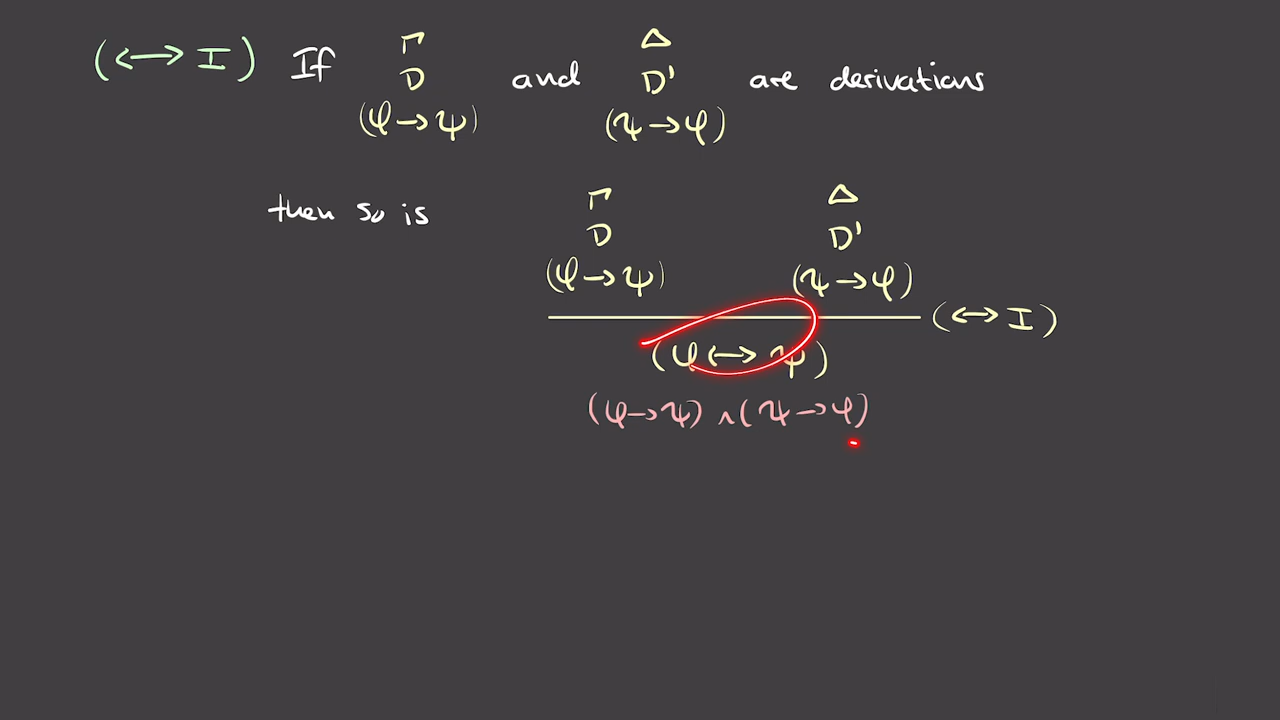 (↔ I) If Γ Δ
D and D' are derivations
(φ→ψ) (ψ→φ)
then so is Γ Δ
D D'
(φ→ψ) (ψ→φ)
(↔ I)
(φ↔ψ)
(φ→ψ) ∧ (ψ→φ)